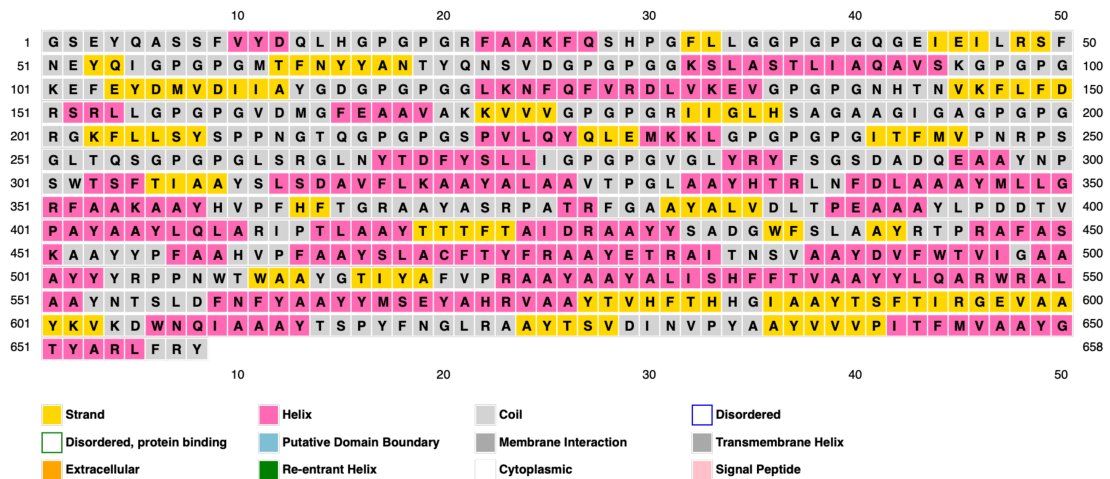 10 20 30 40 50
1 G S E Y Q A S S F V Y D Q L H G P G P G R F A A K F Q S H P G F L L G G P G P G Q G E I E I L R S F 50
51 N E Y Q I G P G P G M T F N Y Y A N T Y Q N S V D G P G P G G K S L A S T L I A Q A V S K G P G P G 100
101 K E F E Y D M V D I I A Y G D G P G P G G L K N F Q F V R D L V K E V G P G P G N H T N V K F L F D 150
151 R S R L L G P G P G V D M G F E A A V A K K V V V G P G P G R I I G L H S A G A A G I G A G P G P G 200
201 R G K F L L S Y S P P N G T Q G P G P G S P V L Q Y Q L E M K K L G P G P G P G I T F M V P N R P S 250
251 G L T Q S G P G P G L S R G L N Y T D F Y S L L I G P G P G V G L Y R Y F S G S D A D Q E A A Y N P 300
301 S W T S F T I A A Y S L S D A V F L K A A Y A L A A V T P G L A A Y H T R L N F D L A A A Y M L L G 350
351 R F A A K A A Y H V P F H F T G R A A Y A S R P A T R F G A A Y A L V D L T P E A A A Y L P D D T V 400
401 P A Y A A Y L Q L A R I P T L A A Y T T T F T A I D R A A Y Y S A D G W F S L A A Y R T P R A F A S 450
451 K A A Y Y P F A A H V P F A A Y S L A C F T Y F R A A Y E T R A I T N S V A A Y D V F W T V I G A A 500
501 A Y Y Y R P P N W T W A A Y G T I Y A F V P R A A Y A A Y A L I S H F F T V A A Y Y L Q A R W R A L 550
551 A A Y N T S L D F N F Y A A Y Y M S E Y A H R V A A Y T V H F T H H G I A A Y T S F T I R G E V A A 600
601 Y K V K D W N Q I A A A Y T S P Y F N G L R A A Y T S V D I N V P Y A A Y V V V P I T F M V A A Y G 650
651 T Y A R L F R Y 658
10 20 30 40 50
Strand Helix Coil Disordered
Disordered, protein binding Putative Domain Boundary Membrane Interaction Transmembrane Helix
Extracellular Re-entrant Helix Cytoplasmic Signal Peptide